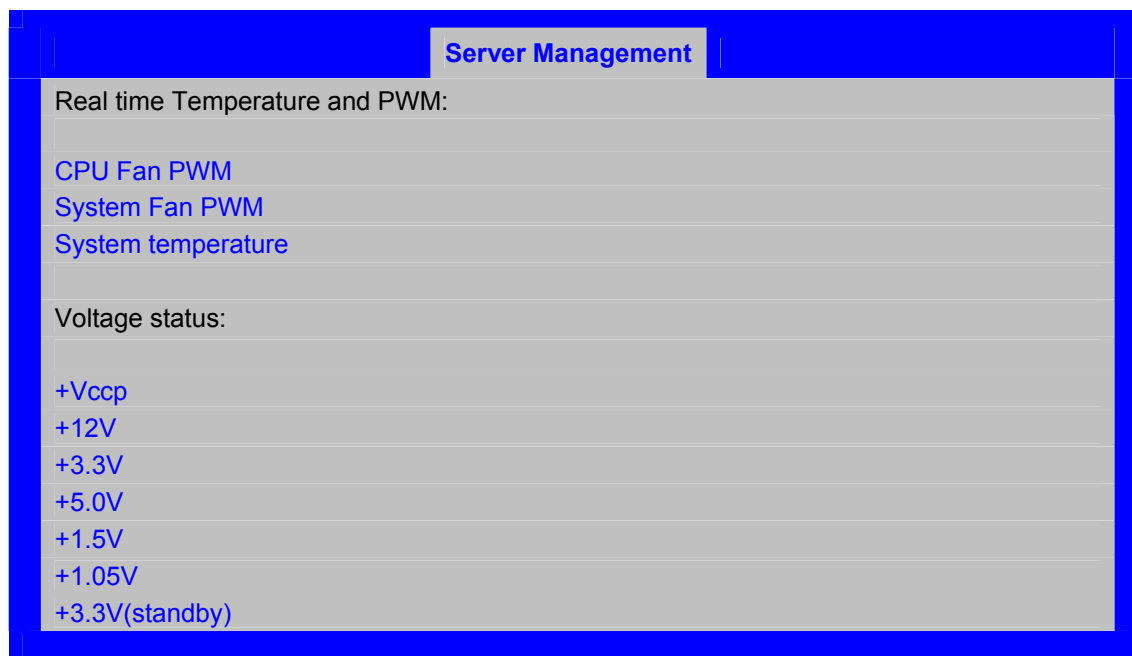 Server Management
Real time Temperature and PWM:
CPU Fan PWM
System Fan PWM
System temperature
Voltage status:
+Vccp
+12V
+3.3V
+5.0V
+1.5V
+1.05V
+3.3V(standby)